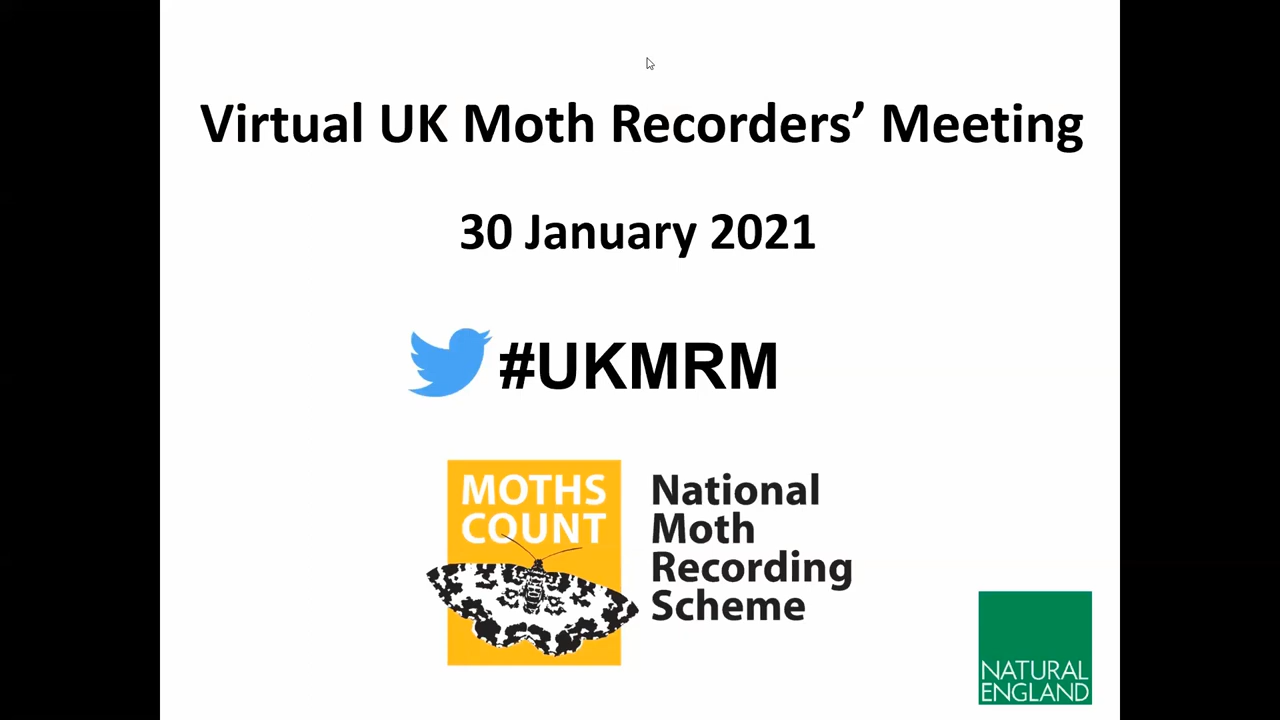 Virtual UK Moth Recorders’ Meeting
30 January 2021
#UKMRM
MOTHS
COUNT
National
Moth
Recording
Scheme
NATURAL
ENGLAND